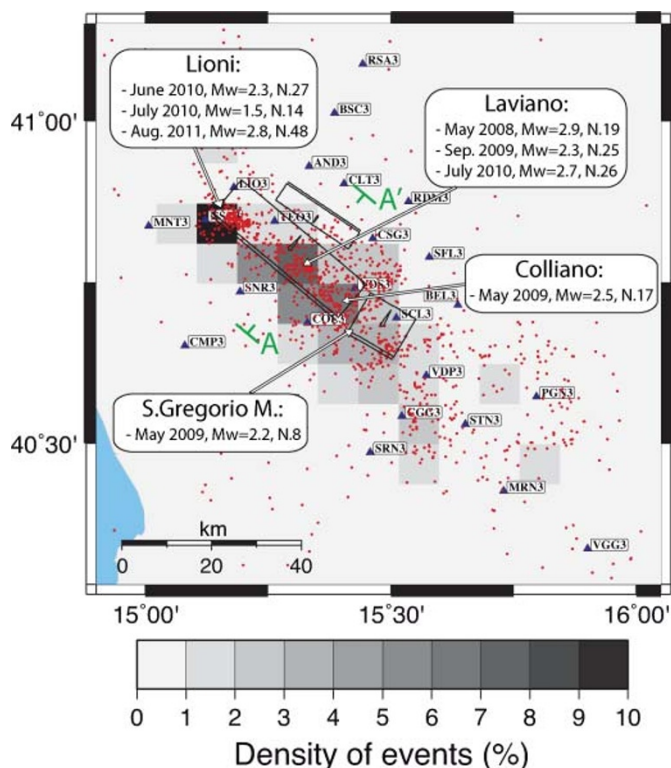 RSA3
Lioni:
- June 2010, Mw=2.3, N.27
- July 2010, Mw=1.5, N.14
- Aug. 2011, Mw=2.8, N.48
41°00'
BSC3
Laviano:
- May 2008, Mw=2.9, N.19
- Sep. 2009, Mw=2.3, N.25
- July 2010, Mw=2.7, N.26
AND3
CLT3
LIO3
A'
RDM3
MNT3
TEO3
CSG3
SFL3
Colliano:
- May 2009, Mw=2.5, N.17
SNR3
VDS3
BEL3
COL3
SCL3
A
CMP3
VDP3
S.Gregorio M.:
- May 2009, Mw=2.2, N.8
PGN3
CGG3
STN3
40°30'
SRN3
MRN3
km
0 20 40
VGG3
15°00' 15°30' 16°00'
0 1 2 3 4 5 6 7 8 9 10
Density of events (%)